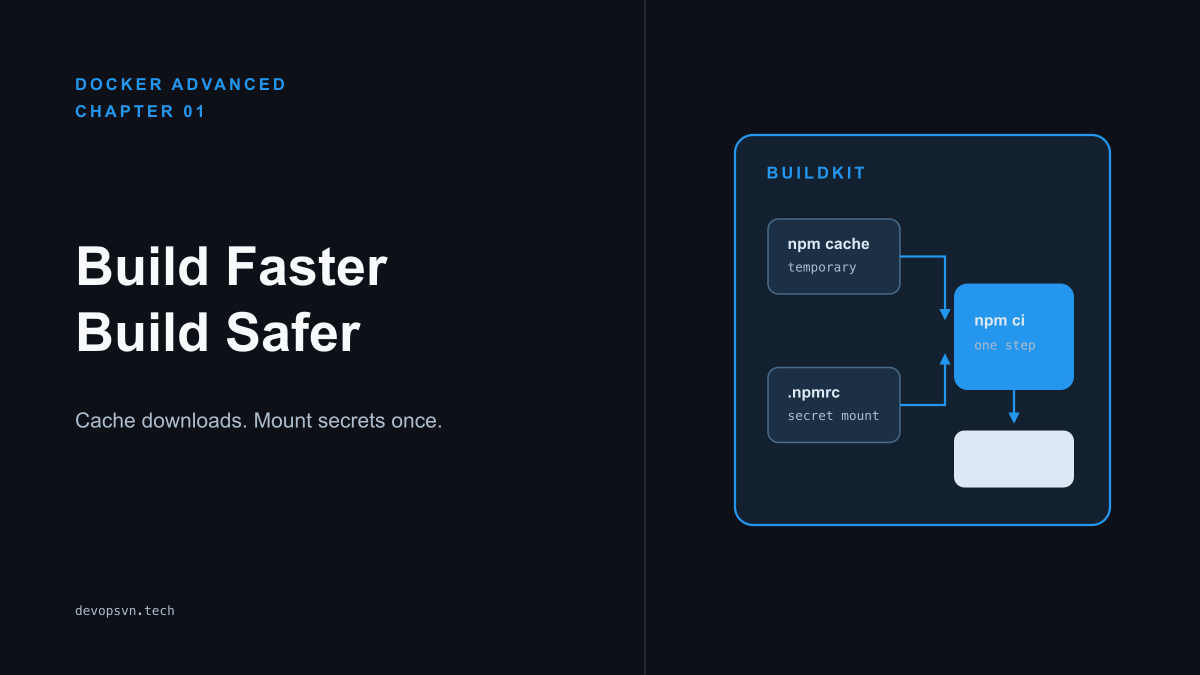 DOCKER ADVANCED
CHAPTER 01
Build Faster
Build Safer
Cache downloads. Mount secrets once.
devopsvn.tech
BUILDKIT
npm cache
temporary
npm ci
one step
.npmrc
secret mount